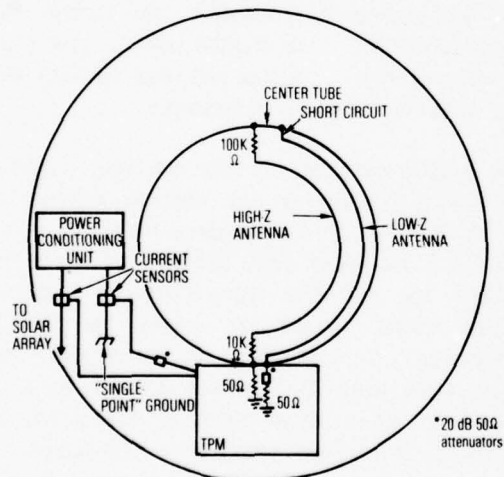 CENTER TUBE
SHORT CIRCUIT
100K
Ω
HIGH-Z
ANTENNA
LOW-Z
ANTENNA
POWER
CONDITIONING
UNIT
CURRENT
SENSORS
TO
SOLAR
ARRAY
"SINGLE-
POINT" GROUND
*
10K
Ω
50Ω
*
50Ω
TPM
*20 dB 50Ω
attenuators